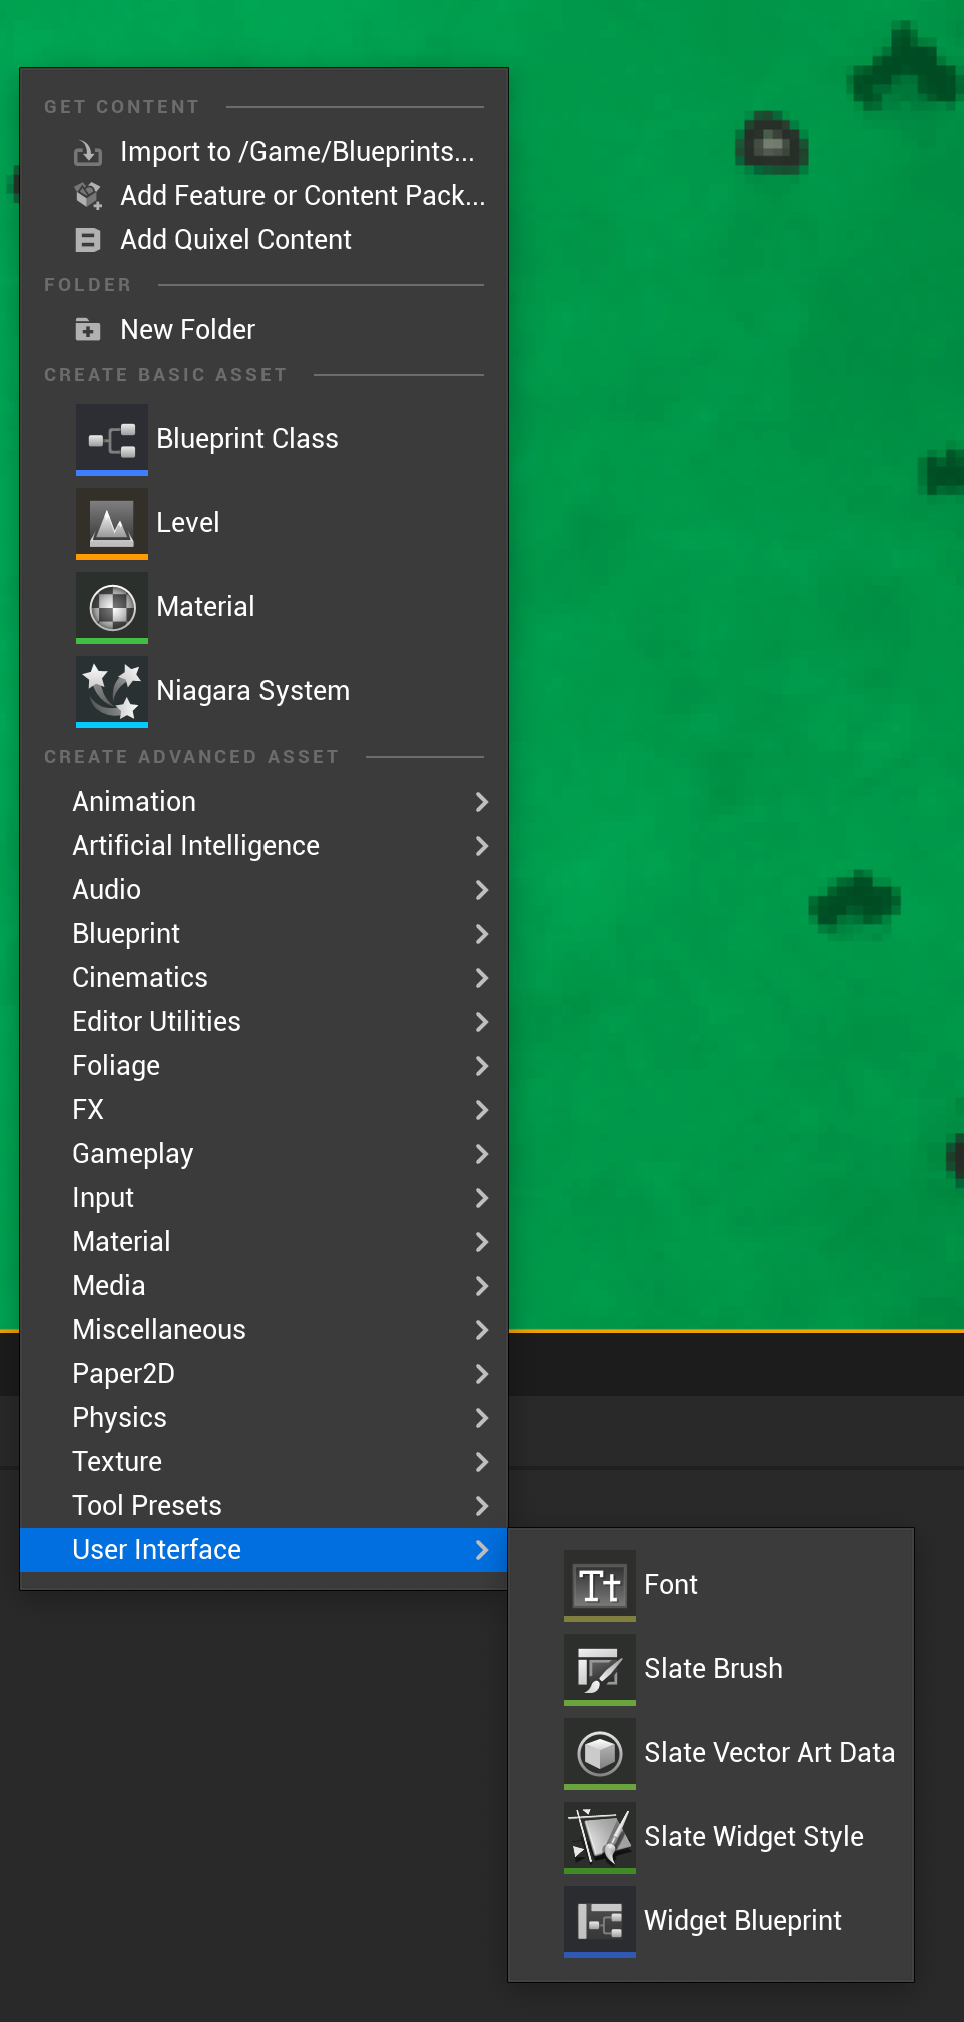 GET CONTENT
Import to /Game/Blueprints...
Add Feature or Content Pack...
Add Quixel Content
FOLDER
New Folder
CREATE BASIC ASSET
Blueprint Class
Level
Material
Niagara System
CREATE ADVANCED ASSET
Animation
Artificial Intelligence
Audio
Blueprint
Cinematics
Editor Utilities
Foliage
FX
Gameplay
Input
Material
Media
Miscellaneous
Paper2D
Physics
Texture
Tool Presets
User Interface
Tt Font
Slate Brush
Slate Vector Art Data
Slate Widget Style
Widget Blueprint